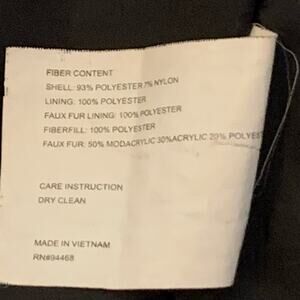 FIBER CONTENT
SHELL: 93% POLYESTER 7% NYLON
LINING: 100% POLYESTER
FAUX FUR LINING: 100% POLYESTER
FIBERFILL: 100% POLYESTER
FAUX FUR: 50% MODACRYLIC 30%ACRYLIC 20% POLYES
CARE INSTRUCTION
DRY CLEAN
MADE IN VIETNAM
RN#94468